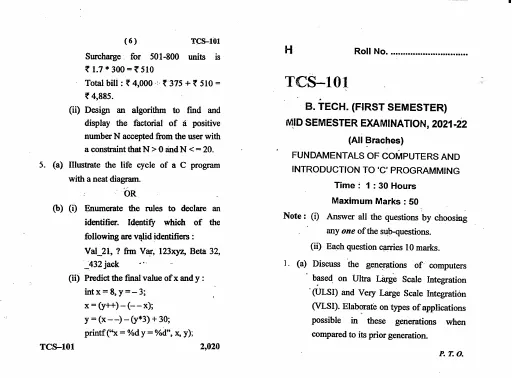 ( 6 ) TCS–101
Surcharge for 501-800 units is
₹ 1.7 * 300 = ₹ 510
Total bill : ₹ 4,000 + ₹ 375 + ₹ 510 =
₹ 4,885.
(ii) Design an algorithm to find and
display the factorial of a positive
number N accepted from the user with
a constraint that N > 0 and N < = 20.
5. (a) Illustrate the life cycle of a C program
with a neat diagram.
OR
(b) (i) Enumerate the rules to declare an
identifier. Identify which of the
following are valid identifiers :
Val_21, ? frm Var, 123xyz, Beta 32,
_432 jack
(ii) Predict the final value of x and y :
int x = 8, y = – 3;
x = (y++) – (– – x);
y = (x – –) – (y*3) + 30;
printf ("x = %d y = %d", x, y);
TCS–101 2,020
H Roll No. ..............................
TCS–101
B. TECH. (FIRST SEMESTER)
MID SEMESTER EXAMINATION, 2021-22
(All Braches)
FUNDAMENTALS OF COMPUTERS AND
INTRODUCTION TO 'C' PROGRAMMING
Time : 1 : 30 Hours
Maximum Marks : 50
Note : (i) Answer all the questions by choosing
any one of the sub-questions.
(ii) Each question carries 10 marks.
1. (a) Discuss the generations of computers
based on Ultra Large Scale Integration
(ULSI) and Very Large Scale Integration
(VLSI). Elaborate on types of applications
possible in these generations when
compared to its prior generation.
P. T. O.